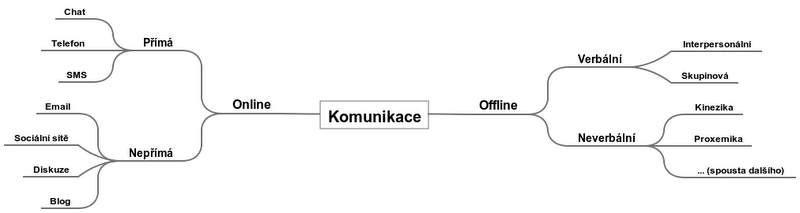 Komunikace
Online
Přímá
Chat
Telefon
SMS
Nepřímá
Email
Sociální sítě
Diskuze
Blog
Offline
Verbální
Interpersonální
Skupinová
Neverbální
Kinezika
Proxemika
... (spousta dalšího)